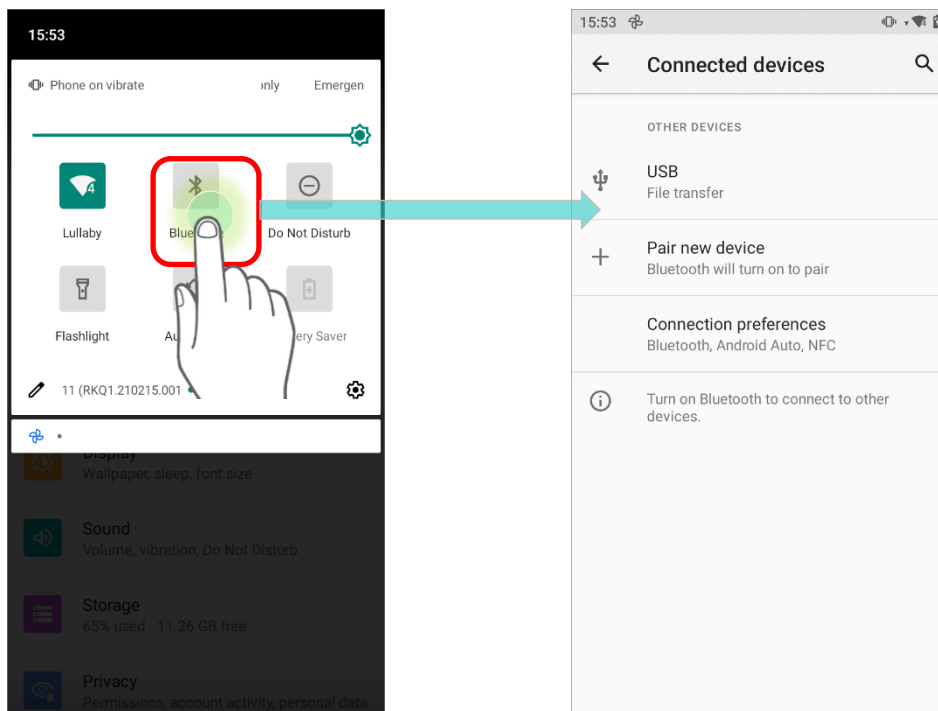 15:53
Phone on vibrate only Emergen
4
Lullaby
Blue
Do Not Disturb
Flashlight
Au
ery Saver
11 (RKQ1.210215.001
Display
Wallpaper, sleep, font size
Sound
Volume, vibration, Do Not Disturb
Storage
65% used - 11.26 GB free
Privacy
Permissions, account activity, personal data
15:53
Connected devices
OTHER DEVICES
USB
File transfer
Pair new device
Bluetooth will turn on to pair
Connection preferences
Bluetooth, Android Auto, NFC
Turn on Bluetooth to connect to other
devices.